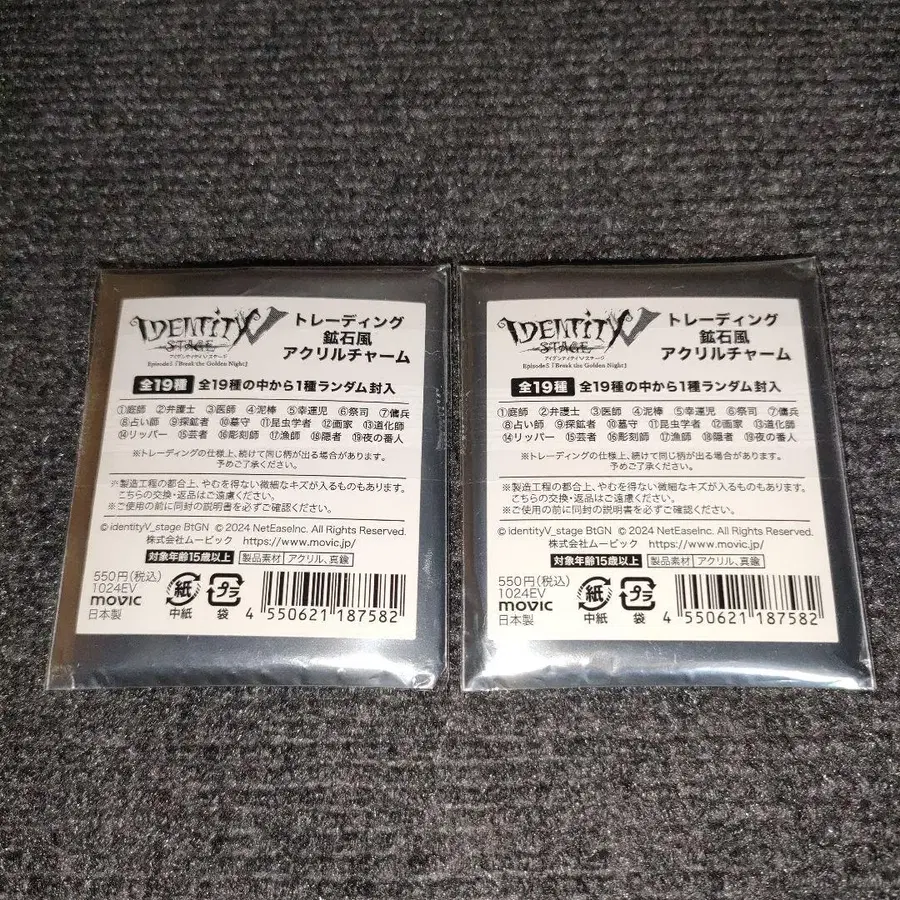 IDENTITY V
STAGE
アイデンティティVステージ
Episode5『Break the Golden Night』
トレーディング
鉱石風
アクリルチャーム
全19種 全19種の中から1種ランダム封入
①庭師 ②弁護士 ③医師 ④泥棒 ⑤幸運児 ⑥祭司 ⑦傭兵
⑧占い師 ⑨探鉱者 ⑩墓守 ⑪昆虫学者 ⑫画家 ⑬道化師
⑭リッパー ⑮芸者 ⑯彫刻師 ⑰漁師 ⑱隠者 ⑲夜の番人
※トレーディングの仕様上、続けて同じ柄が出る場合があります。
予めご了承ください。
※製造工程の都合上、やむを得ない微細なキズが入るものもあります。
こちらの交換・返品はご遠慮ください。
※ご使用の前に同封の説明書を必ずご確認ください。
© identityV_stage BtGN © 2024 NetEaseInc. All Rights Reserved.
株式会社ムービック https://www.movic.jp/
対象年齢15歳以上 製品素材 アクリル、真鍮
550円(税込)
1024EV
movic
日本製
紙
中紙
プラ
袋
4 550621 187582
IDENTITY V
STAGE
アイデンティティVステージ
Episode5『Break the Golden Night』
トレーディング
鉱石風
アクリルチャーム
全19種 全19種の中から1種ランダム封入
①庭師 ②弁護士 ③医師 ④泥棒 ⑤幸運児 ⑥祭司 ⑦傭兵
⑧占い師 ⑨探鉱者 ⑩墓守 ⑪昆虫学者 ⑫画家 ⑬道化師
⑭リッパー ⑮芸者 ⑯彫刻師 ⑰漁師 ⑱隠者 ⑲夜の番人
※トレーディングの仕様上、続けて同じ柄が出る場合があります。
予めご了承ください。
※製造工程の都合上、やむを得ない微細なキズが入るものもあります。
こちらの交換・返品はご遠慮ください。
※ご使用の前に同封の説明書を必ずご確認ください。
© identityV_stage BtGN © 2024 NetEaseInc. All Rights Reserved.
株式会社ムービック https://www.movic.jp/
対象年齢15歳以上 製品素材 アクリル、真鍮
550円(税込)
1024EV
movic
日本製
紙
中紙
プラ
袋
4 550621 187582